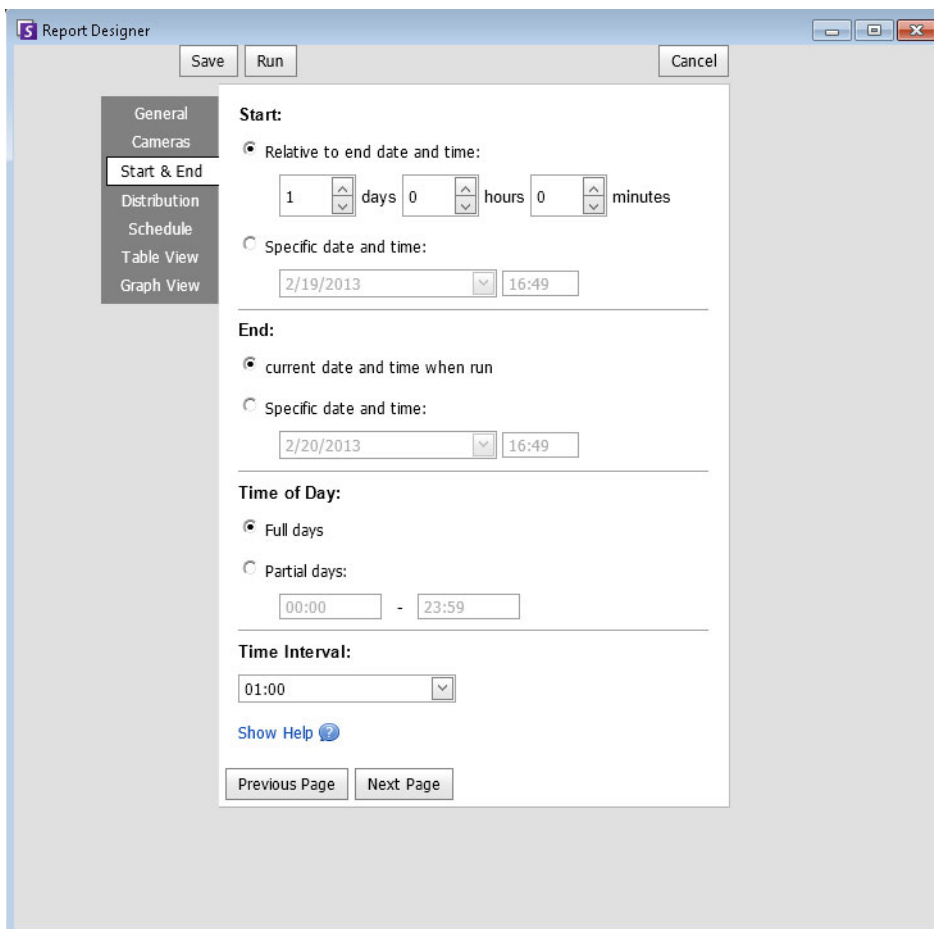 Report Designer
Save Run Cancel
General
Cameras
Start & End
Distribution
Schedule
Table View
Graph View
Start:
Relative to end date and time:
1 days 0 hours 0 minutes
Specific date and time:
2/19/2013 16:49
End:
current date and time when run
Specific date and time:
2/20/2013 16:49
Time of Day:
Full days
Partial days:
00:00 - 23:59
Time Interval:
01:00
Show Help ?
Previous Page Next Page